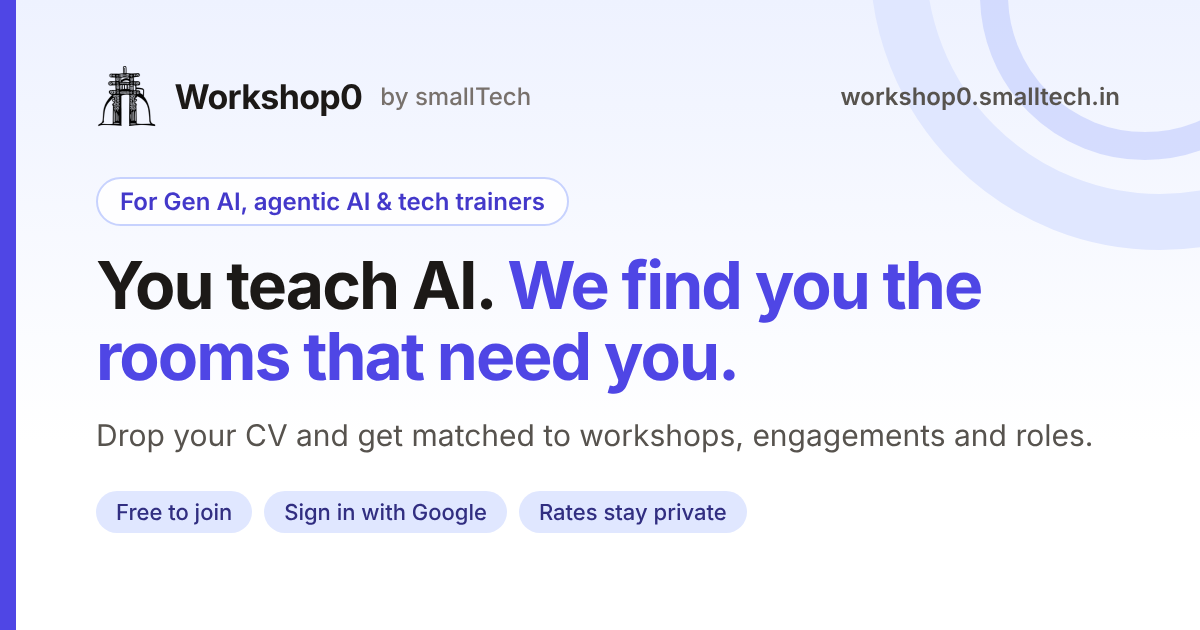 Workshop0 by smallTech
workshop0.smalltech.in
For Gen AI, agentic AI & tech trainers
You teach AI. We find you the
rooms that need you.
Drop your CV and get matched to workshops, engagements and roles.
Free to join
Sign in with Google
Rates stay private